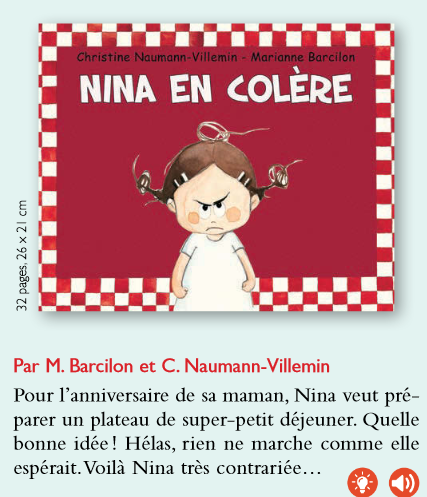 Christine Naumann-Villemin - Marianne Barcilon
NINA EN COLÈRE
32 pages, 26 x 21 cm
Par M. Barcilon et C. Naumann-Villemin
Pour l'anniversaire de sa maman, Nina veut pré-
parer un plateau de super-petit déjeuner. Quelle
bonne idée ! Hélas, rien ne marche comme elle
espérait. Voilà Nina très contrariée…